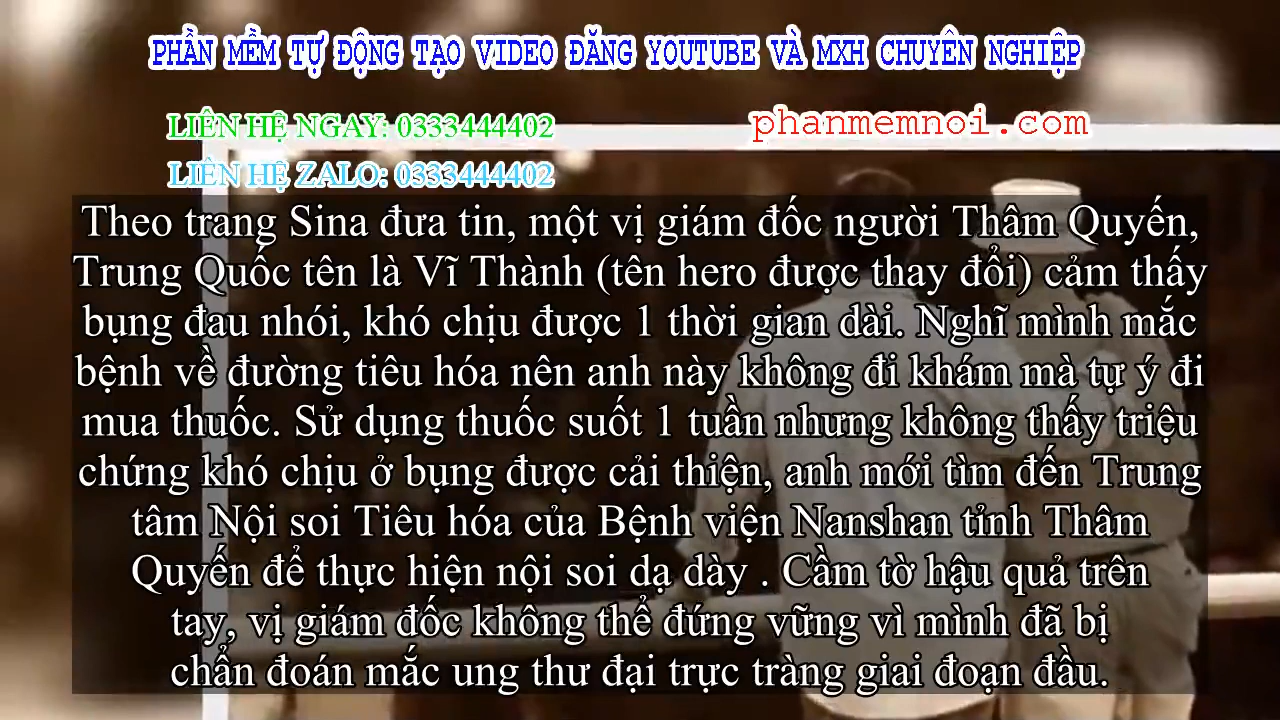 PHẦN MỀM TỰ ĐỘNG TẠO VIDEO ĐĂNG YOUTUBE VÀ MXH CHUYÊN NGHIỆP
LIÊN HỆ NGAY: 0333444402
phanmemnoi.com
LIÊN HỆ ZALO: 0333444402
Theo trang Sina đưa tin, một vị giám đốc người Thâm Quyến,
Trung Quốc tên là Vĩ Thành (tên hero được thay đổi) cảm thấy
bụng đau nhói, khó chịu được 1 thời gian dài. Nghĩ mình mắc
bệnh về đường tiêu hóa nên anh này không đi khám mà tự ý đi
mua thuốc. Sử dụng thuốc suốt 1 tuần nhưng không thấy triệu
chứng khó chịu ở bụng được cải thiện, anh mới tìm đến Trung
tâm Nội soi Tiêu hóa của Bệnh viện Nanshan tỉnh Thâm
Quyến để thực hiện nội soi dạ dày . Cầm tờ hậu quả trên
tay, vị giám đốc không thể đứng vững vì mình đã bị
chẩn đoán mắc ung thư đại trực tràng giai đoạn đầu.